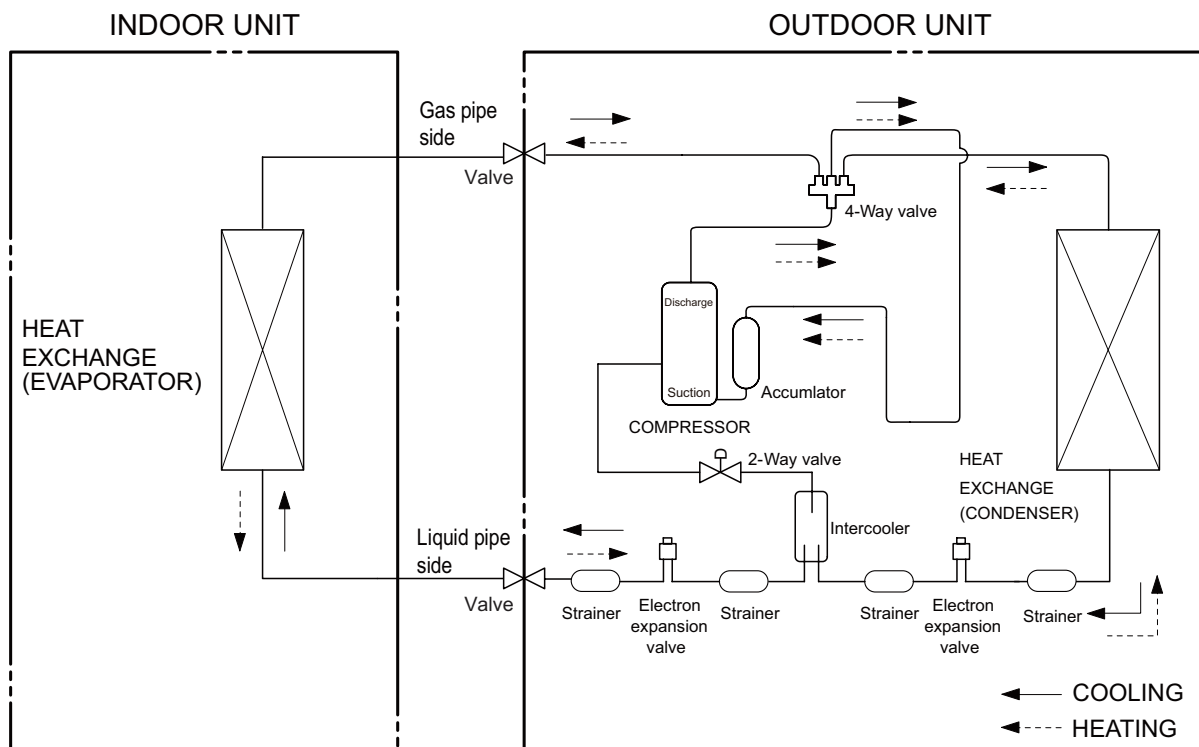 INDOOR UNIT
OUTDOOR UNIT
Gas pipe
side
Valve
4-Way valve
Discharge
Suction
Accumlator
COMPRESSOR
HEAT
EXCHANGE
(EVAPORATOR)
2-Way valve
HEAT
EXCHANGE
(CONDENSER)
Intercooler
Liquid pipe
side
Valve
Strainer
Electron
expansion
valve
Strainer
Strainer
Electron
expansion
valve
Strainer
COOLING
HEATING